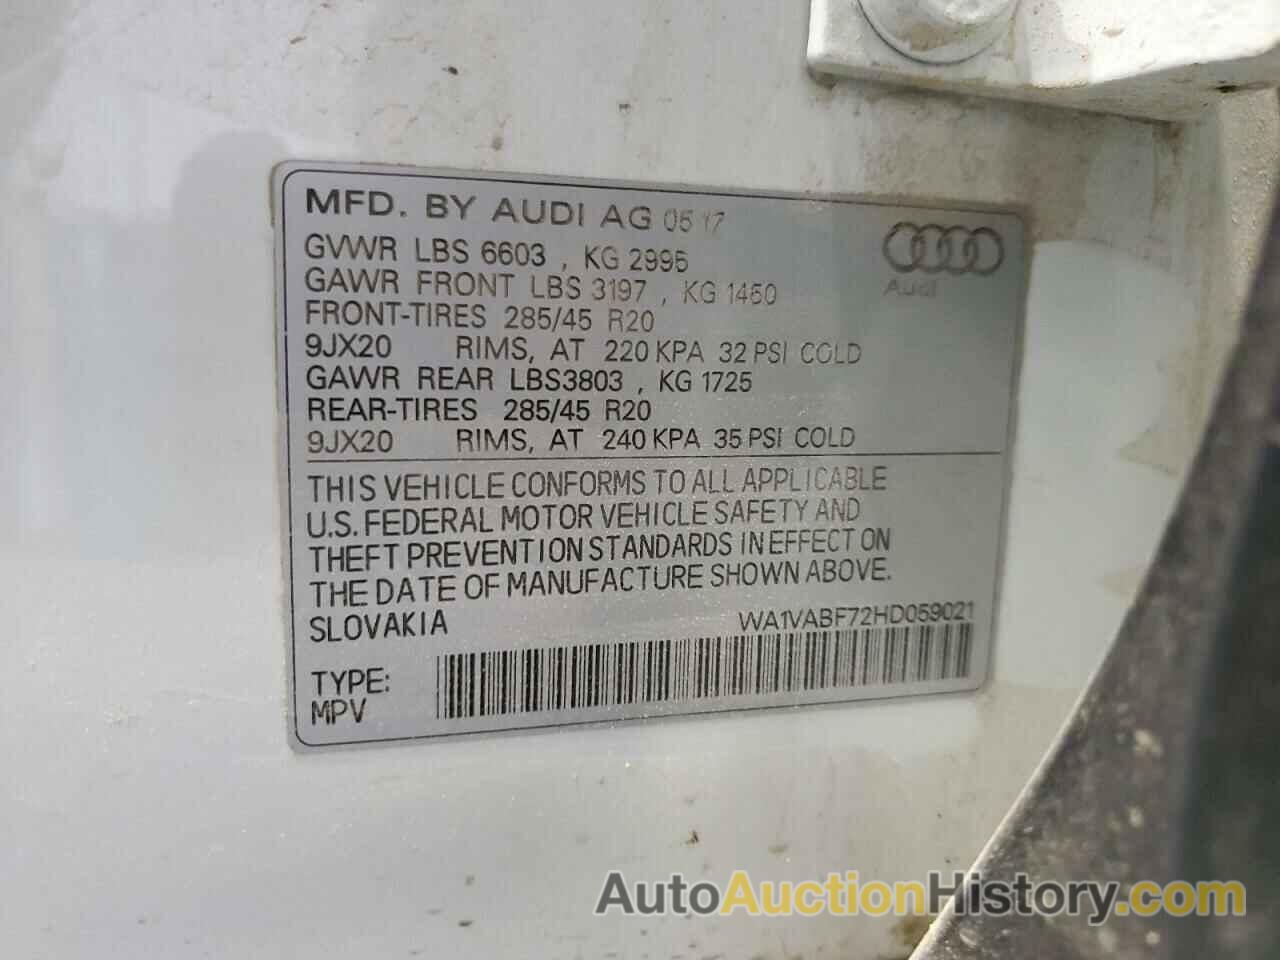 MFD. BY AUDI AG 05 17
GVWR LBS 6603 , KG 2995
GAWR FRONT LBS 3197 , KG 1450
FRONT-TIRES 285/45 R20
9JX20 RIMS, AT 220 KPA 32 PSI COLD
GAWR REAR LBS3803 , KG 1725
REAR-TIRES 285/45 R20
9JX20 RIMS, AT 240 KPA 35 PSI COLD
Audi
THIS VEHICLE CONFORMS TO ALL APPLICABLE
U.S. FEDERAL MOTOR VEHICLE SAFETY AND
THEFT PREVENTION STANDARDS IN EFFECT ON
THE DATE OF MANUFACTURE SHOWN ABOVE.
SLOVAKIA WA1VABF72HD059021
TYPE:
MPV
AutoAuctionHistory.com